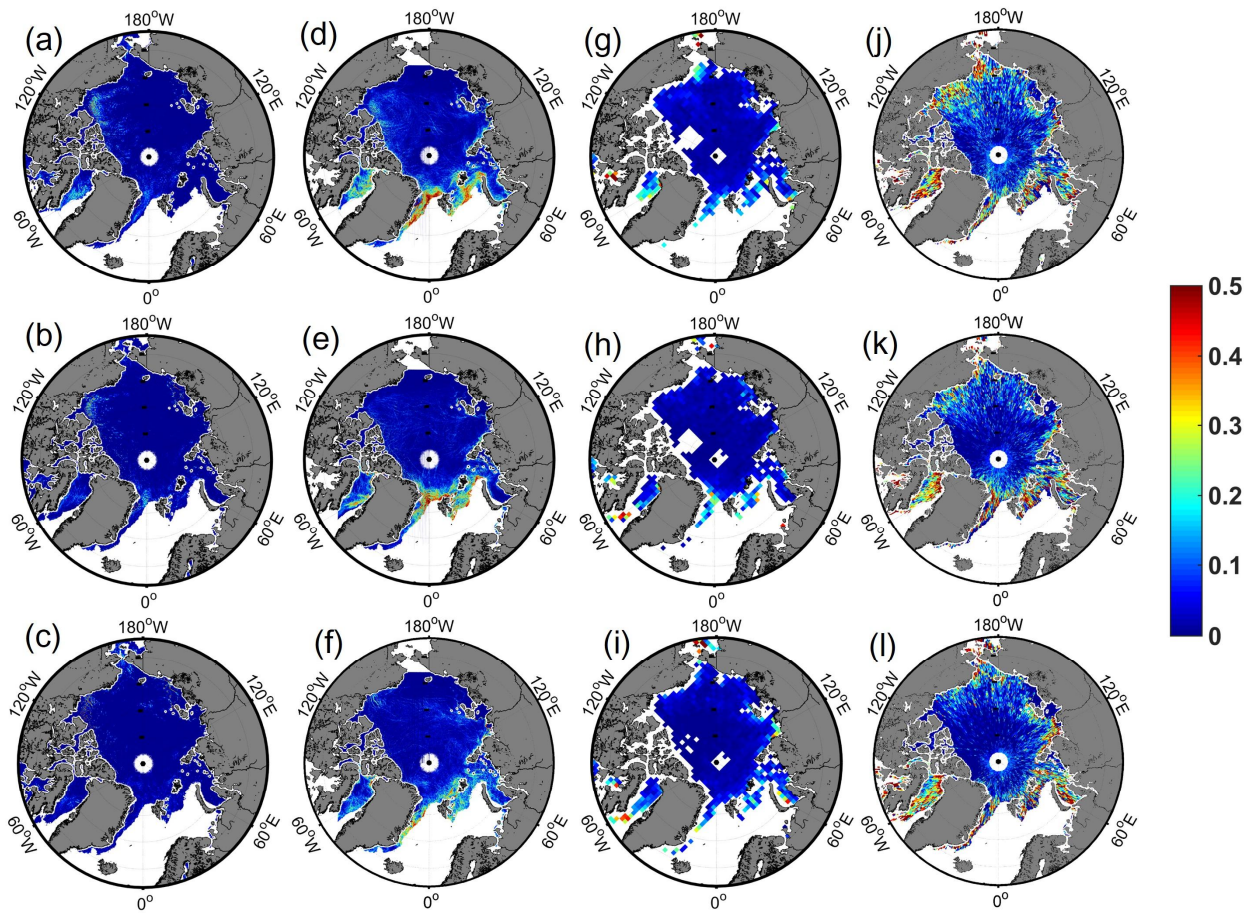 (a) 180°W 120°W 120°E 60°W 60°E 0°
(d) 180°W 120°W 120°E 60°W 60°E 0°
(g) 180°W 120°W 120°E 60°W 60°E 0°
(j) 180°W 120°W 120°E 60°W 60°E 0°
(b) 180°W 120°W 120°E 60°W 60°E 0°
(e) 180°W 120°W 120°E 60°W 60°E 0°
(h) 180°W 120°W 120°E 60°W 60°E 0°
(k) 180°W 120°W 120°E 60°W 60°E 0°
(c) 180°W 120°W 120°E 60°W 60°E 0°
(f) 180°W 120°W 120°E 60°W 60°E 0°
(i) 180°W 120°W 120°E 60°W 60°E 0°
(l) 180°W 120°W 120°E 60°W 60°E 0°
0.5
0.4
0.3
0.2
0.1
0